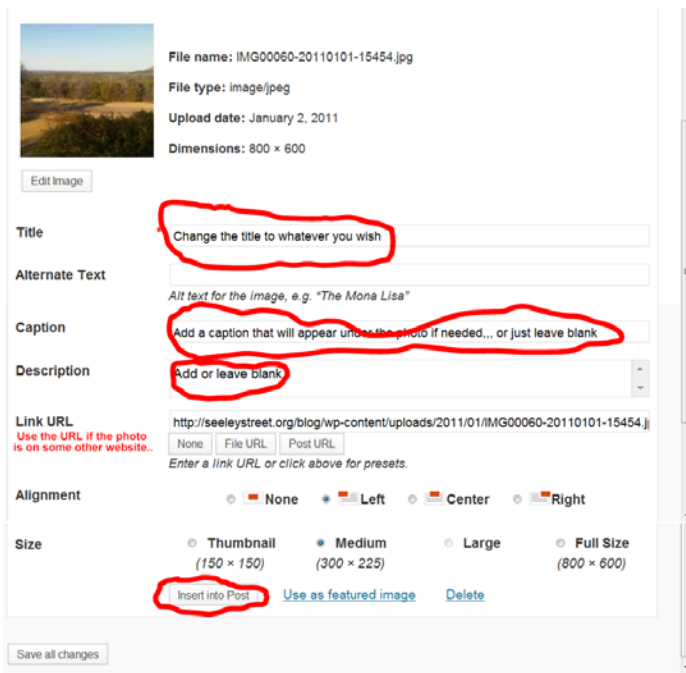 File name: IMG00060-20110101-15454.jpg
File type: image/jpeg
Upload date: January 2, 2011
Dimensions: 800 × 600
Edit Image
Title * Change the title to whatever you wish
Alternate Text
Alt text for the image, e.g. “The Mona Lisa”
Caption Add a caption that will appear under the photo if needed,,, or just leave blank
Description Add or leave blank
Link URL http://seeleystreet.org/blog/wp-content/uploads/2011/01/IMG00060-20110101-15454.j
Use the URL if the photo
is on some other website..
None File URL Post URL
Enter a link URL or click above for presets.
Alignment None Left Center Right
Size Thumbnail Medium Large Full Size
(150 × 150) (300 × 225) (800 × 600)
Insert into Post Use as featured image Delete
Save all changes